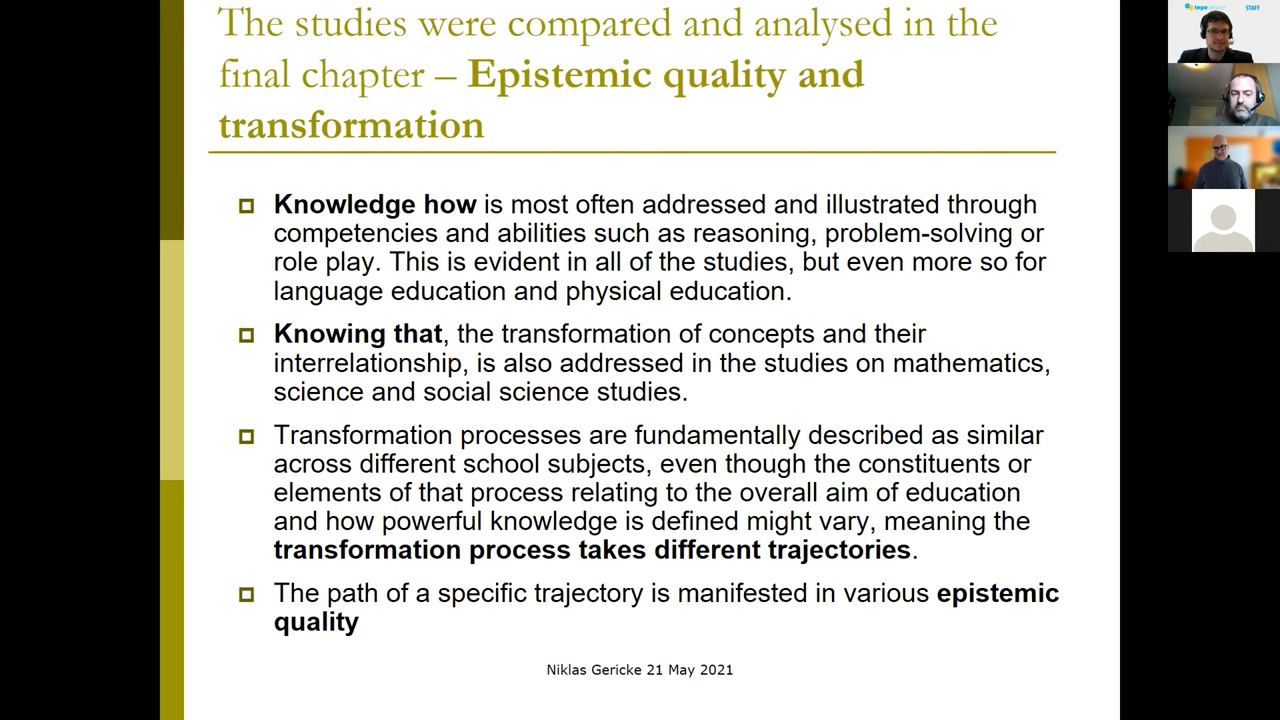 The studies were compared and analysed in the
final chapter – Epistemic quality and
transformation
Knowledge how is most often addressed and illustrated through
competencies and abilities such as reasoning, problem-solving or
role play. This is evident in all of the studies, but even more so for
language education and physical education.
Knowing that, the transformation of concepts and their
interrelationship, is also addressed in the studies on mathematics,
science and social science studies.
Transformation processes are fundamentally described as similar
across different school subjects, even though the constituents or
elements of that process relating to the overall aim of education
and how powerful knowledge is defined might vary, meaning the
transformation process takes different trajectories.
The path of a specific trajectory is manifested in various epistemic
quality
Niklas Gericke 21 May 2021
tepe
STAFF